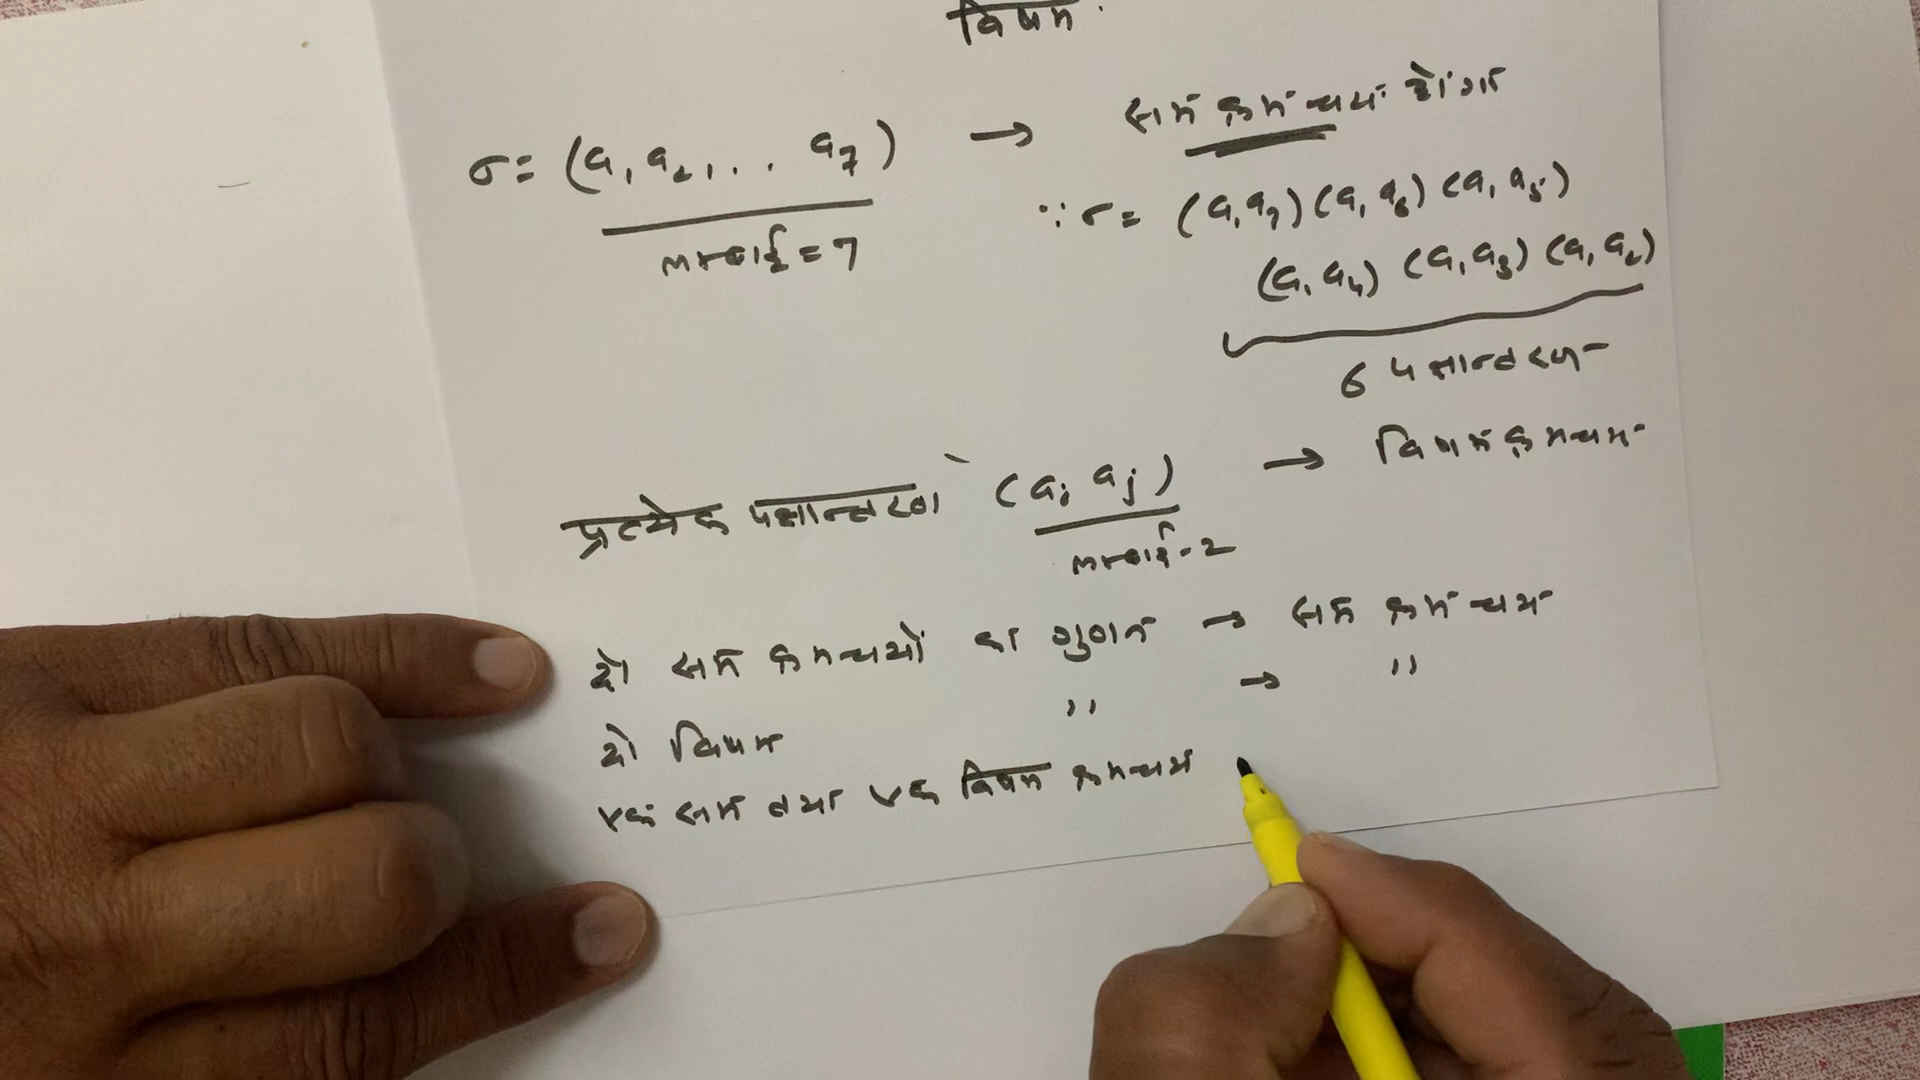 विषम
σ = (a₁ a₂, . . . a₇) → सम क्रमचय होगा
लम्बाई = 7
∵ σ = (a₁ a₇) (a₁ a₆) (a₁ a₅)
(a₁ a₄) (a₁ a₃) (a₁ a₂)
6 पक्षान्तरण
प्रत्येक पक्षान्तरण (aᵢ aⱼ) → विषम क्रमचय
लम्बाई = 2
दो सम क्रमचयों का गुणन → सम क्रमचय
दो विषम ,, → ,,
एक सम तथा एक विषम क्रमचय